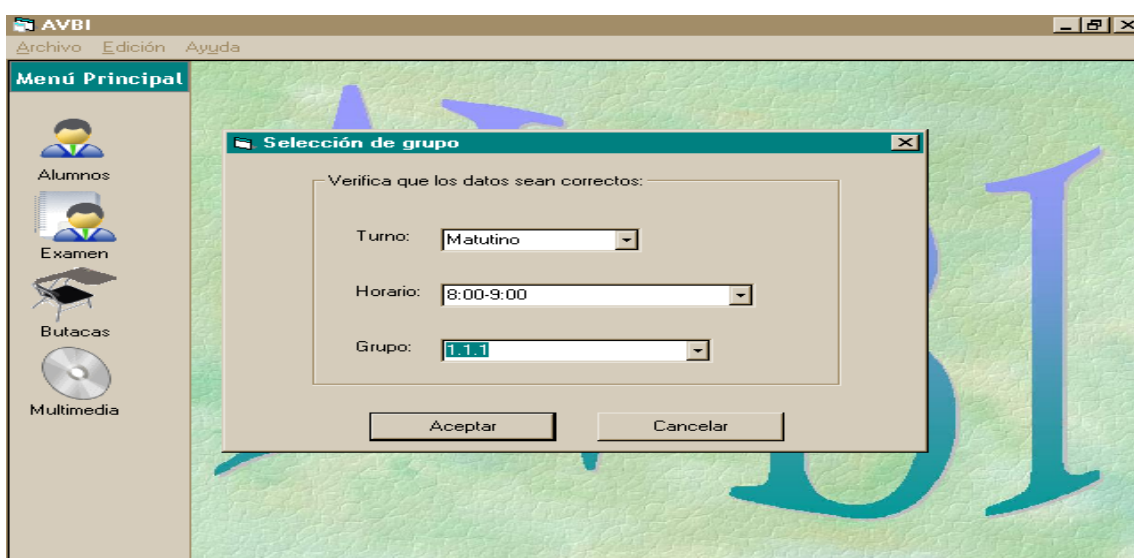 AVBI
Archivo Edición Ayuda
Menú Principal
Alumnos
Examen
Butacas
Multimedia
Selección de grupo
Verifica que los datos sean correctos:
Turno: Matutino
Horario: 8:00-9:00
Grupo: 1.1.1
Aceptar Cancelar
AVBI